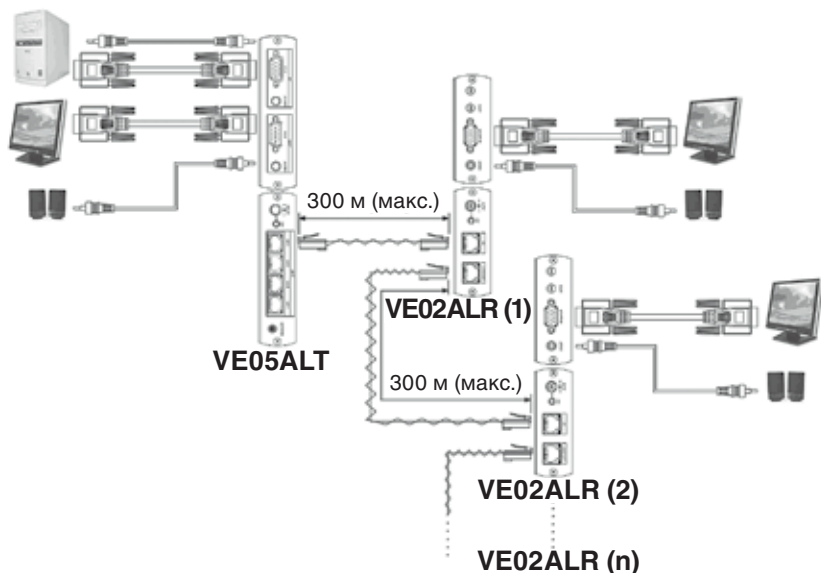 300 м (макс.)
VE02ALR (1)
VE05ALT
300 м (макс.)
VE02ALR (2)
VE02ALR (n)